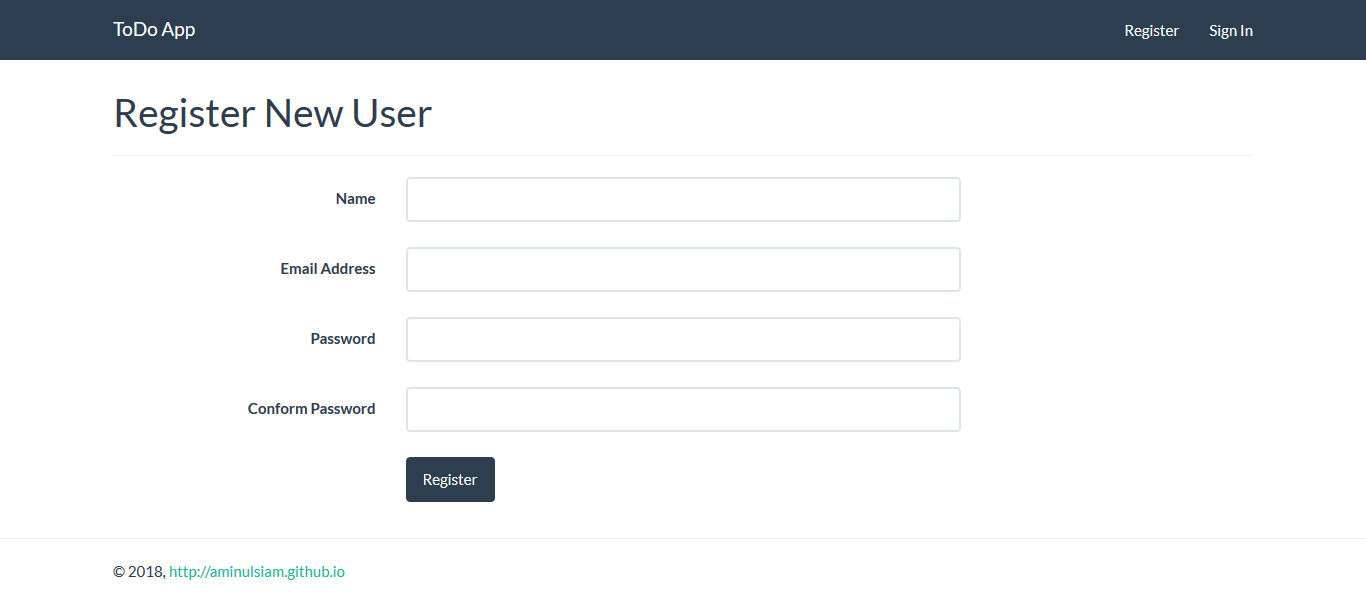 ToDo App
Register
Sign In
Register New User
Name
Email Address
Password
Conform Password
Register
© 2018, http://aminulsiam.github.io